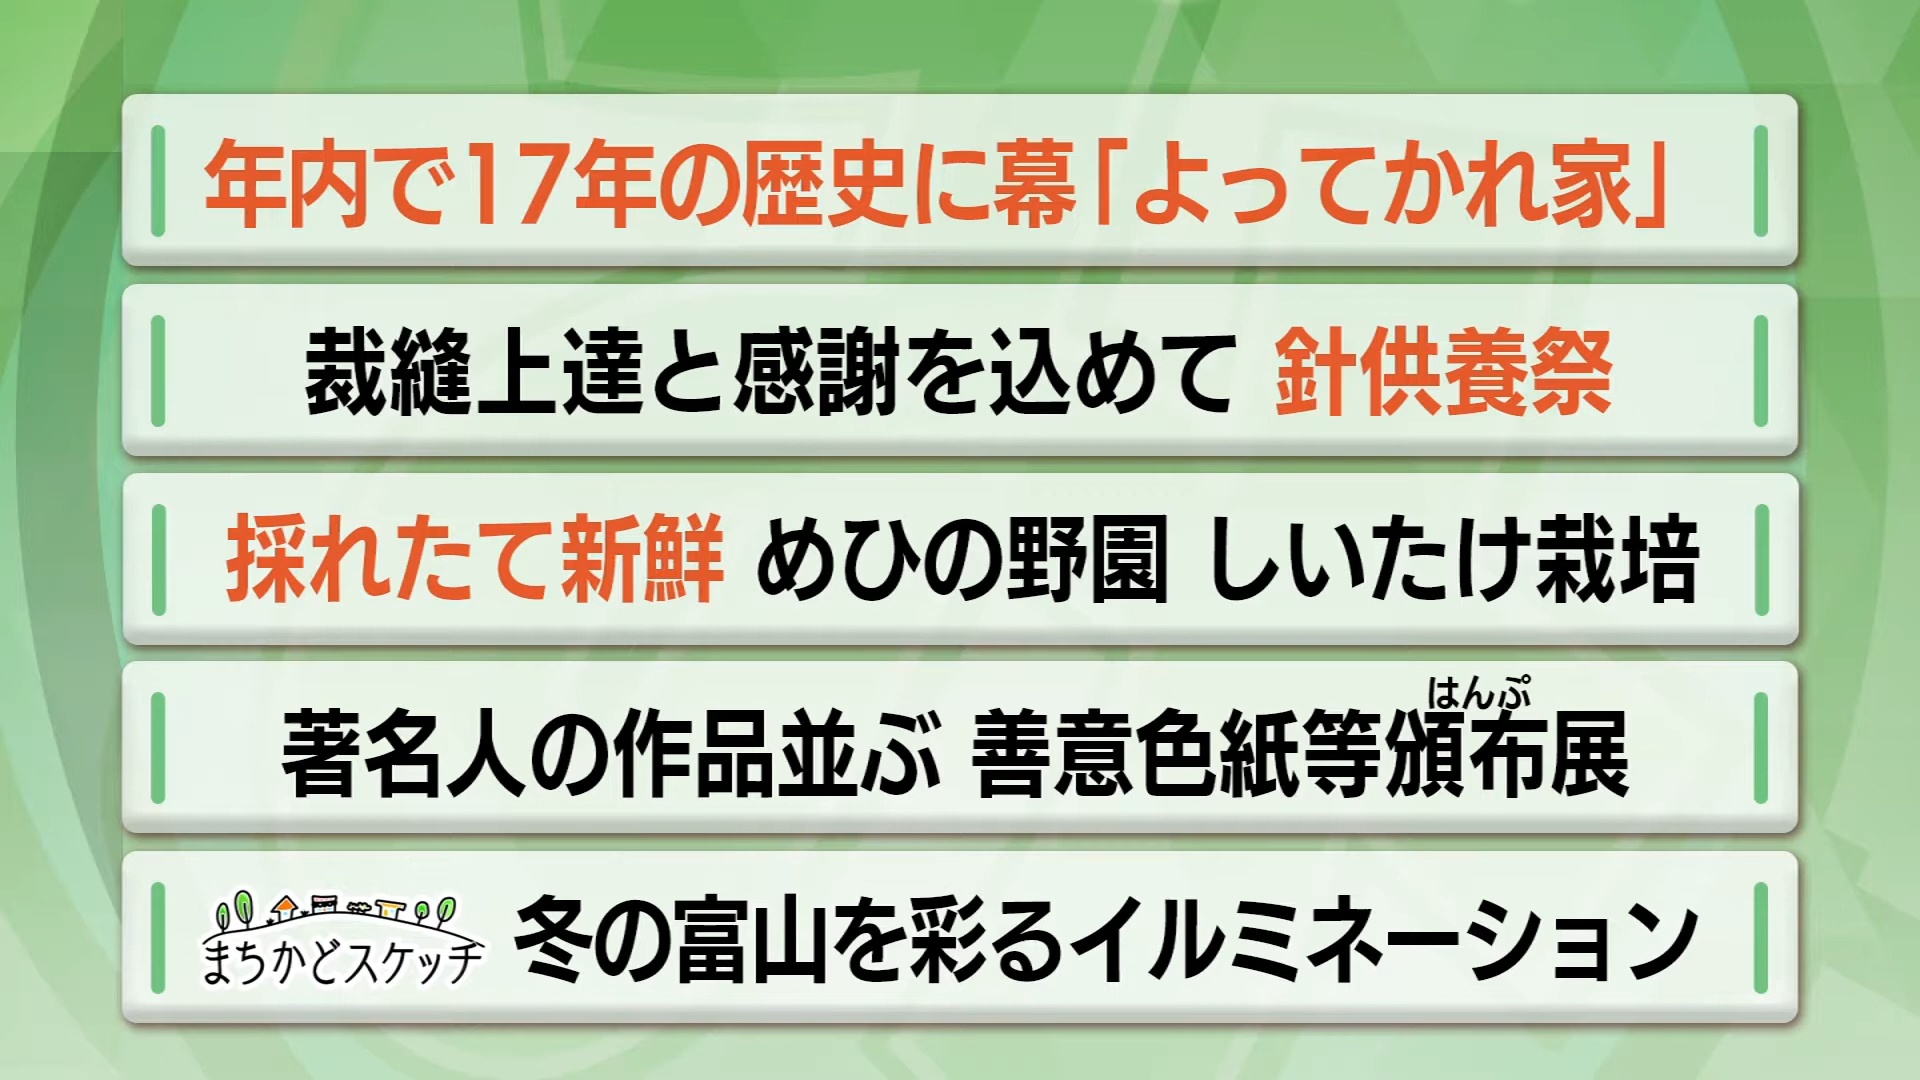 年内で17年の歴史に幕「よってかれ家」
裁縫上達と感謝を込めて 針供養祭
採れたて新鮮 めひの野園 しいたけ栽培
はんぷ
著名人の作品並ぶ 善意色紙等頒布展
まちかどスケッチ 冬の富山を彩るイルミネーション